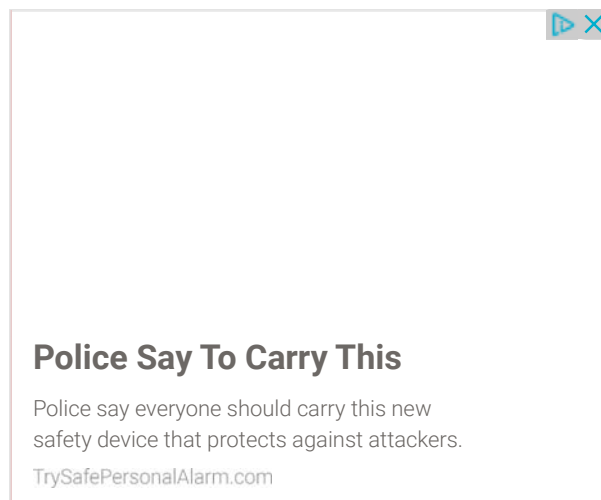 Police Say To Carry This
Police say everyone should carry this new
safety device that protects against attackers.
TrySafePersonalAlarm.com